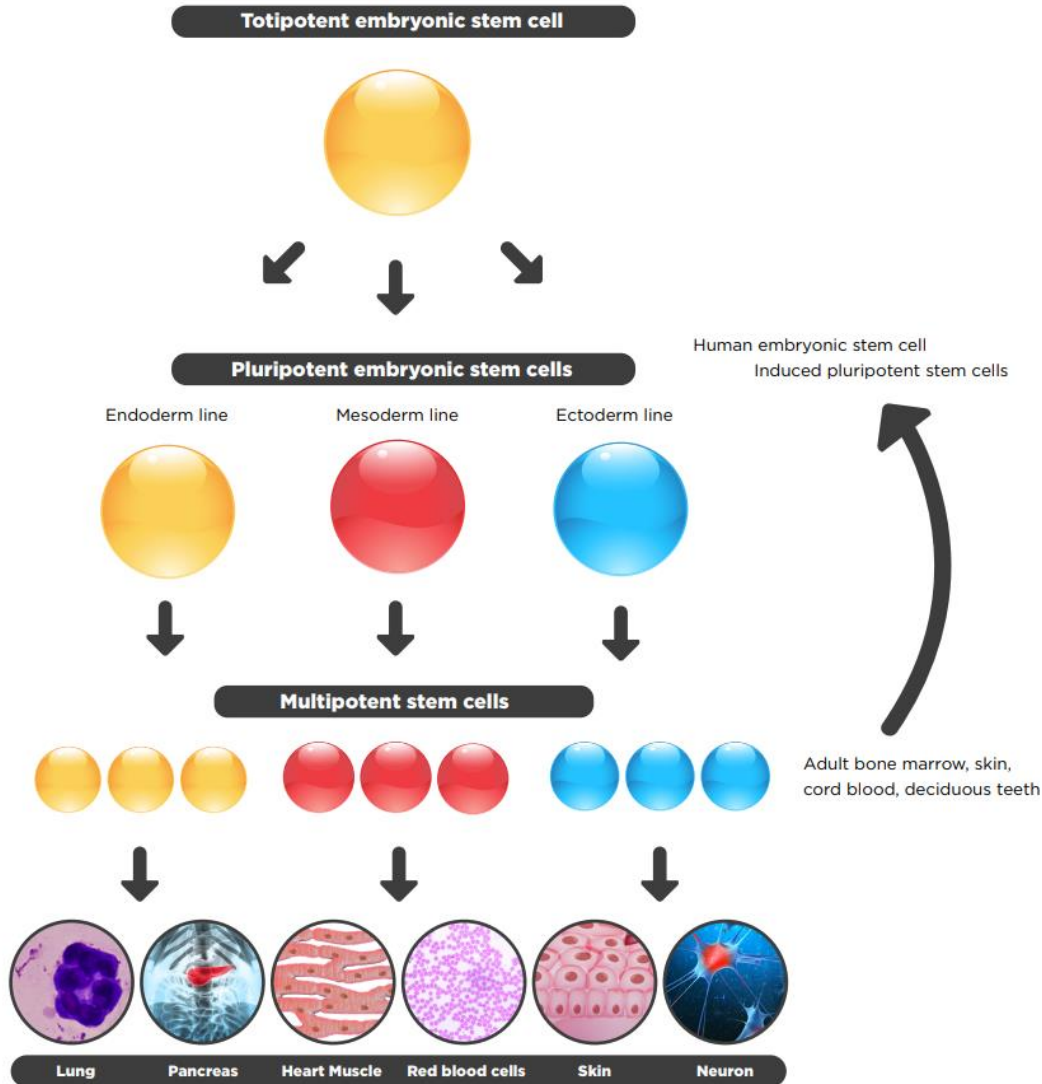 Totipotent embryonic stem cell
Human embryonic stem cell
Induced pluripotent stem cells
Pluripotent embryonic stem cells
Endoderm line
Mesoderm line
Ectoderm line
Multipotent stem cells
Adult bone marrow, skin,
cord blood, deciduous teeth
Lung
Pancreas
Heart Muscle
Red blood cells
Skin
Neuron